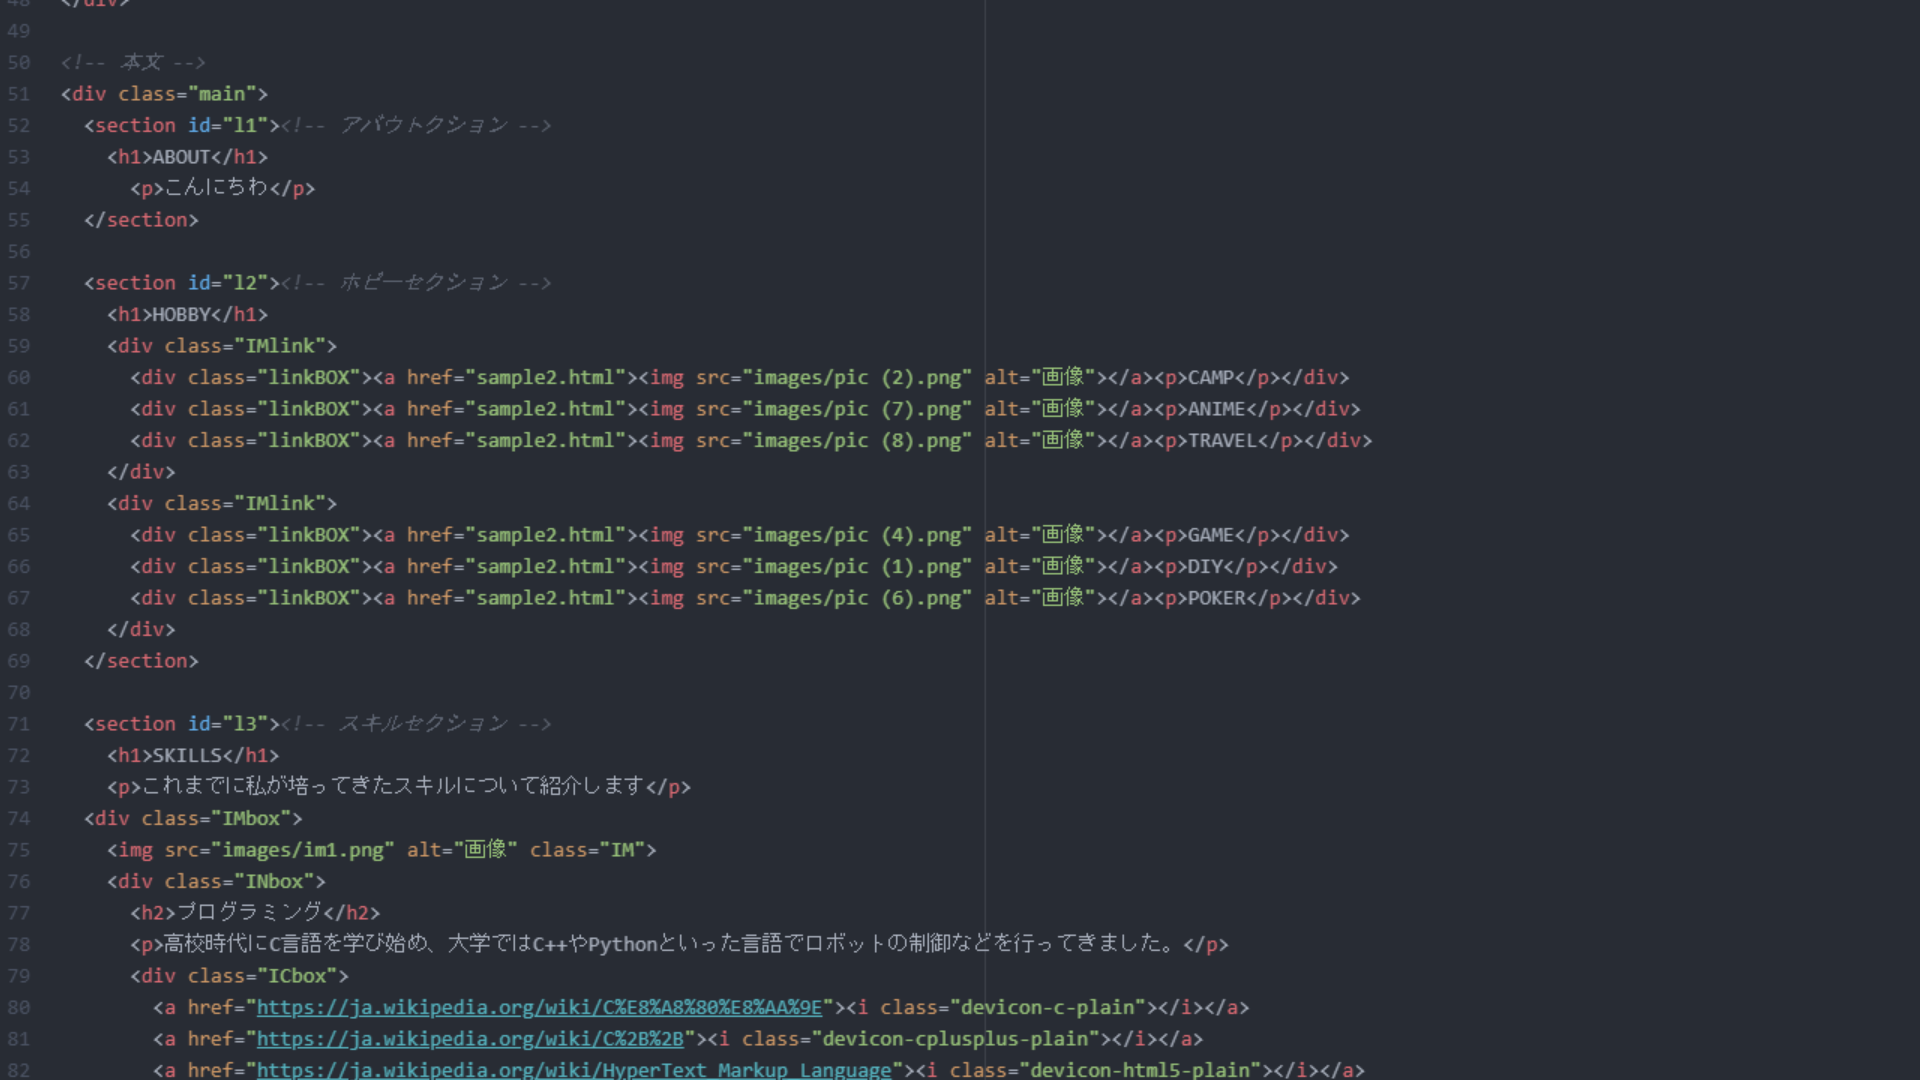 48 </div>
49
50 <!-- 本文 -->
51 <div class="main">
52 <section id="l1"><!-- アバウトクション -->
53 <h1>ABOUT</h1>
54 <p>こんにちわ</p>
55 </section>
56
57 <section id="l2"><!-- ホビーセクション -->
58 <h1>HOBBY</h1>
59 <div class="IMlink">
60 <div class="linkBOX"><a href="sample2.html"><img src="images/pic (2).png" alt="画像"></a><p>CAMP</p></div>
61 <div class="linkBOX"><a href="sample2.html"><img src="images/pic (7).png" alt="画像"></a><p>ANIME</p></div>
62 <div class="linkBOX"><a href="sample2.html"><img src="images/pic (8).png" alt="画像"></a><p>TRAVEL</p></div>
63 </div>
64 <div class="IMlink">
65 <div class="linkBOX"><a href="sample2.html"><img src="images/pic (4).png" alt="画像"></a><p>GAME</p></div>
66 <div class="linkBOX"><a href="sample2.html"><img src="images/pic (1).png" alt="画像"></a><p>DIY</p></div>
67 <div class="linkBOX"><a href="sample2.html"><img src="images/pic (6).png" alt="画像"></a><p>POKER</p></div>
68 </div>
69 </section>
70
71 <section id="l3"><!-- スキルセクション -->
72 <h1>SKILLS</h1>
73 <p>これまでに私が培ってきたスキルについて紹介します</p>
74 <div class="IMbox">
75 <img src="images/im1.png" alt="画像" class="IM">
76 <div class="INbox">
77 <h2>プログラミング</h2>
78 <p>高校時代にC言語を学び始め、大学ではC++やPythonといった言語でロボットの制御などを行ってきました。</p>
79 <div class="ICbox">
80 <a href="https://ja.wikipedia.org/wiki/C%E8%A8%80%E8%AA%9E"><i class="devicon-c-plain"></i></a>
81 <a href="https://ja.wikipedia.org/wiki/C%2B%2B"><i class="devicon-cplusplus-plain"></i></a>
82 <a href="https://ja.wikipedia.org/wiki/HyperText_Markup_Language"><i class="devicon-html5-plain"></i></a>